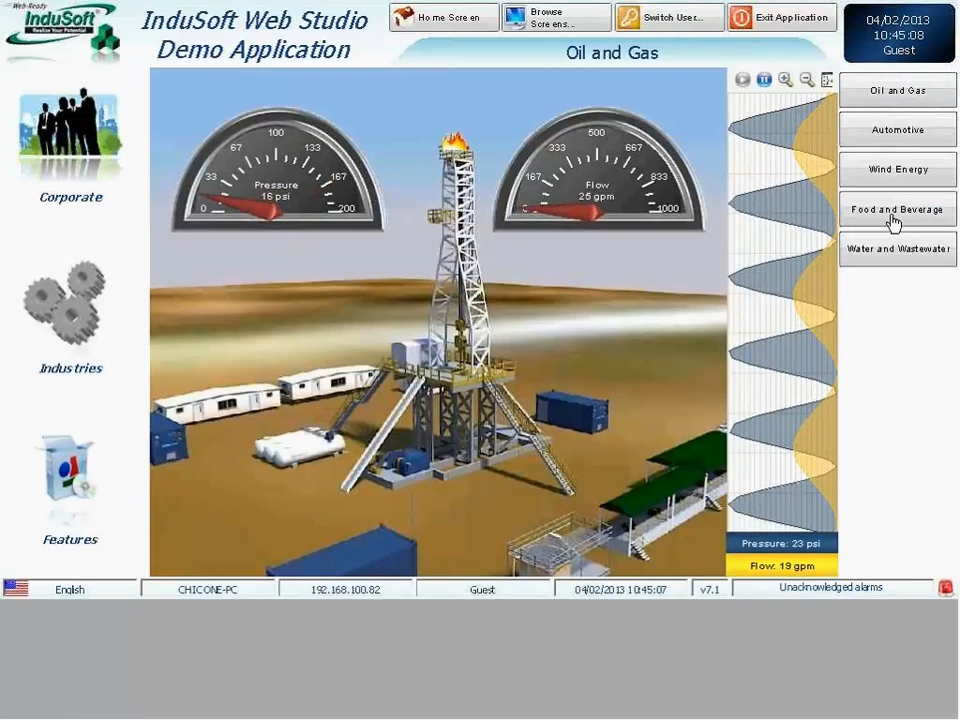 Web-Ready
InduSoft
Realize Your Potential
InduSoft Web Studio
Demo Application
Home Screen
Browse
Screens...
Switch User...
Exit Application
04/02/2013
10:45:08
Guest
Oil and Gas
Corporate
Industries
Features
0
33
67
100
133
167
200
Pressure
16 psi
0
167
333
500
667
833
1000
Flow
25 gpm
Oil and Gas
Automotive
Wind Energy
Food and Beverage
Water and Wastewater
Pressure: 23 psi
Flow: 19 gpm
English
CHICONE-PC
192.168.100.82
Guest
04/02/2013 10:45:07
v7.1
Unacknowledged alarms